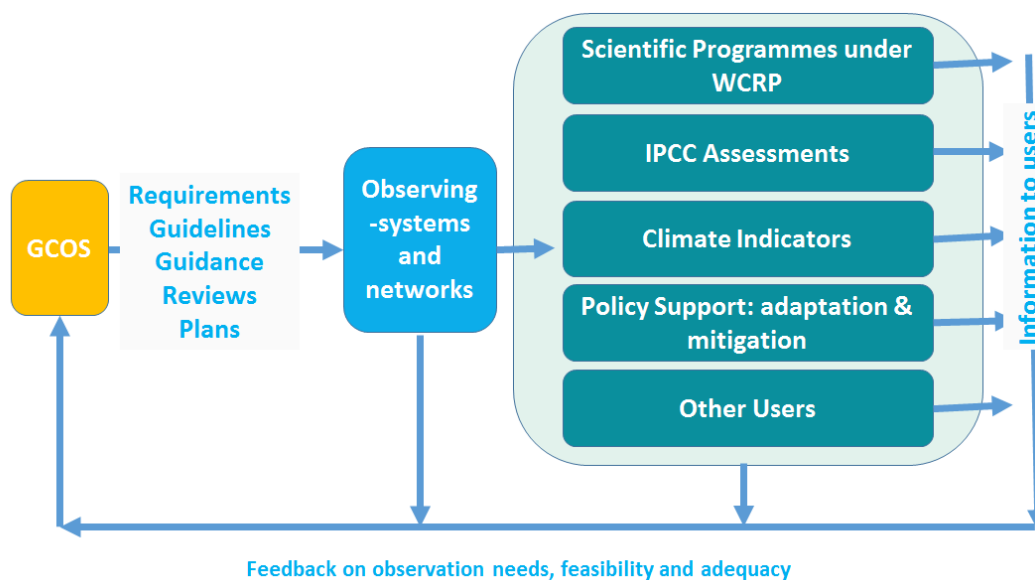 GCOS
Requirements
Guidelines
Guidance
Reviews
Plans
Observing
-systems
and
networks
Scientific Programmes under
WCRP
IPCC Assessments
Climate Indicators
Policy Support: adaptation &
mitigation
Other Users
Information to users
Feedback on observation needs, feasibility and adequacy